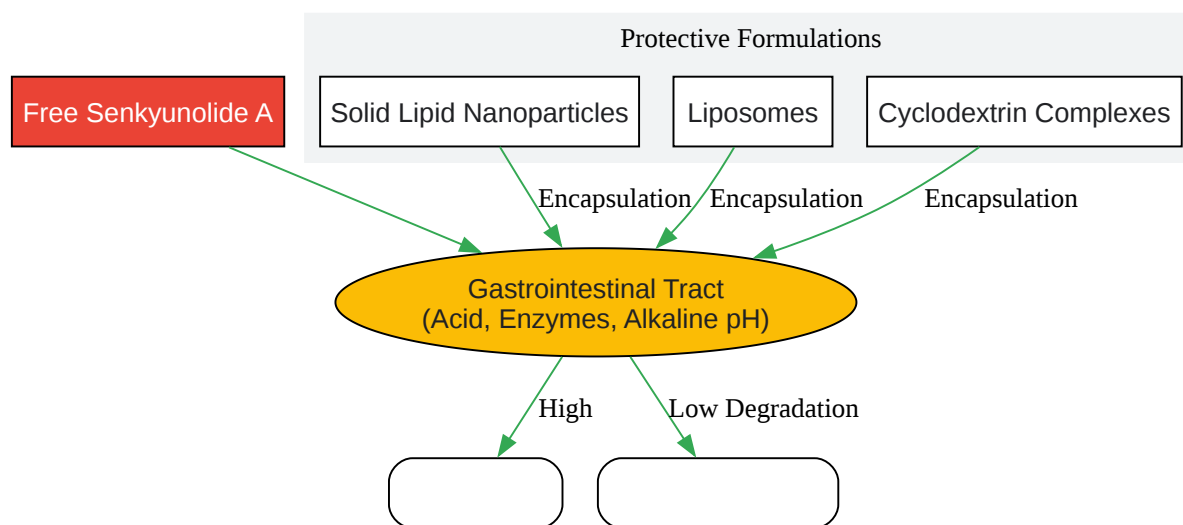 Protective Formulations
Free Senkyunolide A
Solid Lipid Nanoparticles
Liposomes
Cyclodextrin Complexes
Encapsulation
Encapsulation
Encapsulation
Gastrointestinal Tract
(Acid, Enzymes, Alkaline pH)
High
Low Degradation